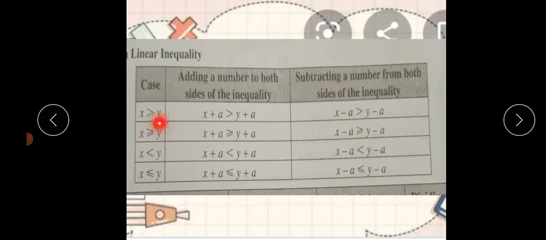 Linear Inequality
Case | Adding a number to both sides of the inequality | Subtracting a number from both sides of the inequality
x > y | x + a > y + a | x − a > y − a
x ⩾ y | x + a ⩾ y + a | x − a ⩾ y − a
x < y | x + a < y + a | x − a < y − a
x ⩽ y | x + a ⩽ y + a | x − a ⩽ y − a